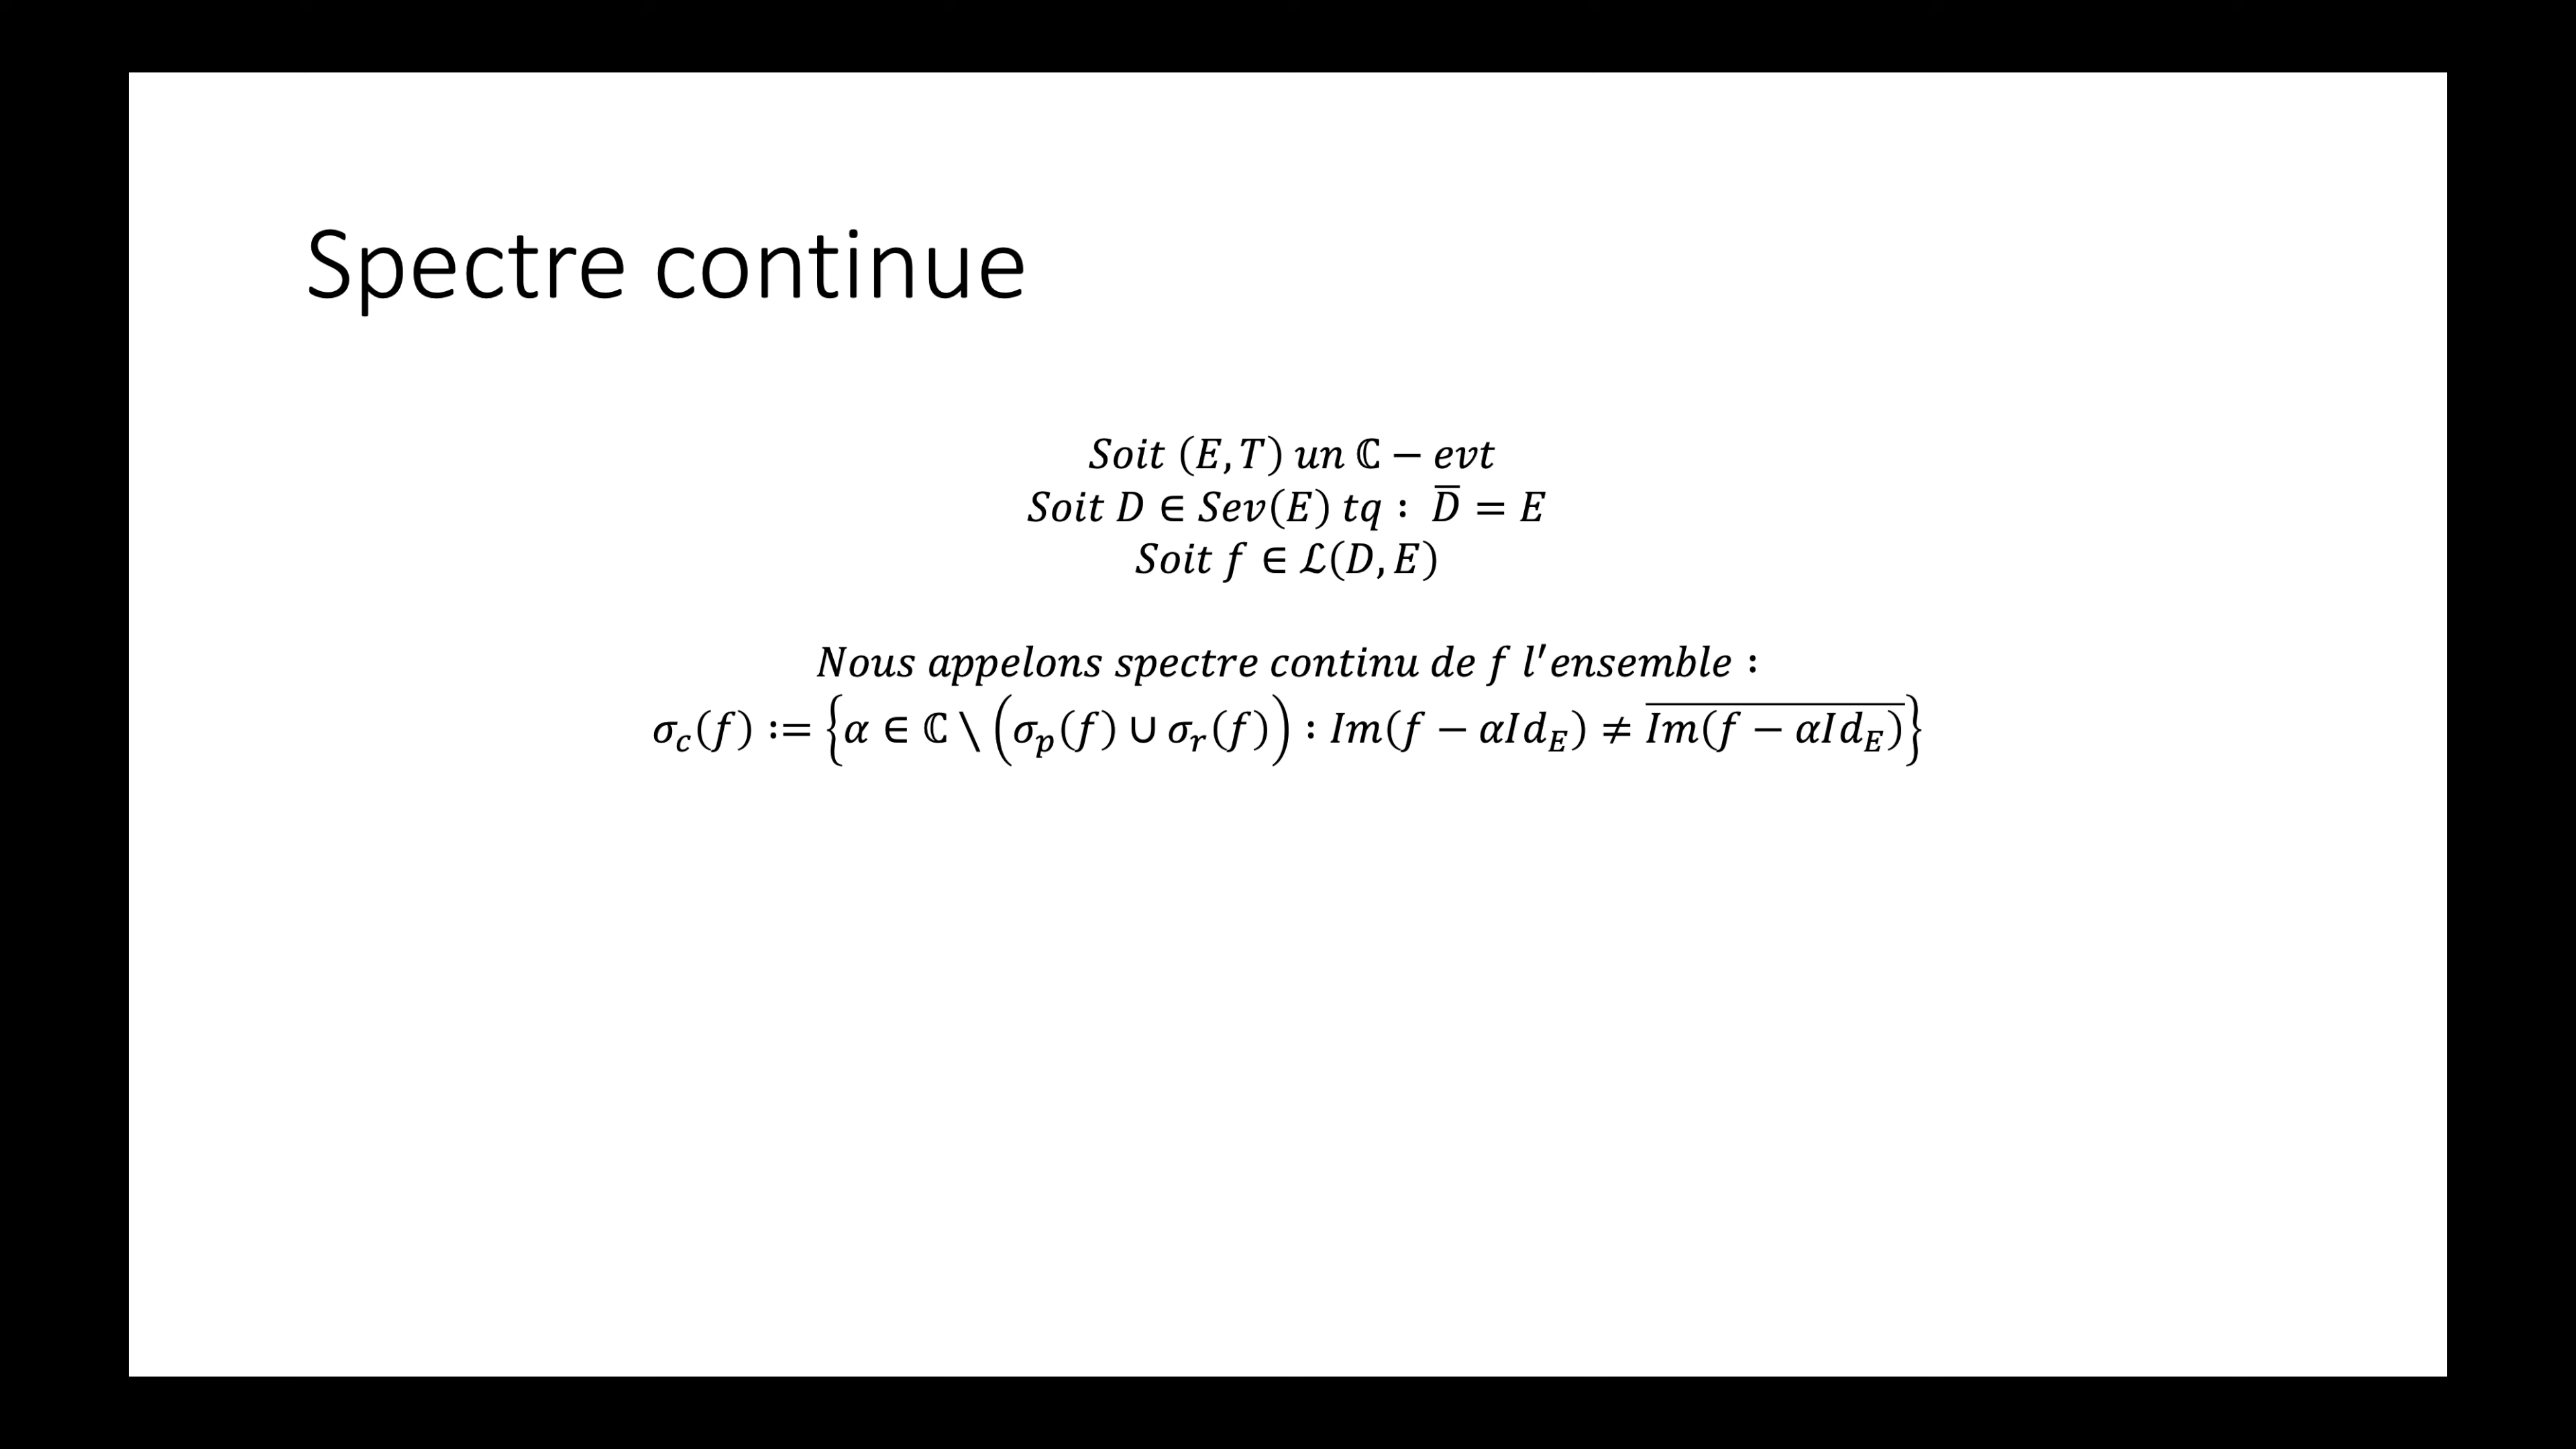 Spectre continue
Soit (E, T) un ℂ − evt
Soit D ∈ Sev(E) tq : D̅ = E
Soit f ∈ ℒ(D, E)
Nous appelons spectre continu de f l′ensemble :
σ_c(f) := {α ∈ ℂ \ (σ_p(f) ∪ σ_r(f)) : Im(f − αId_E) ≠ \overline{Im(f − αId_E)}}